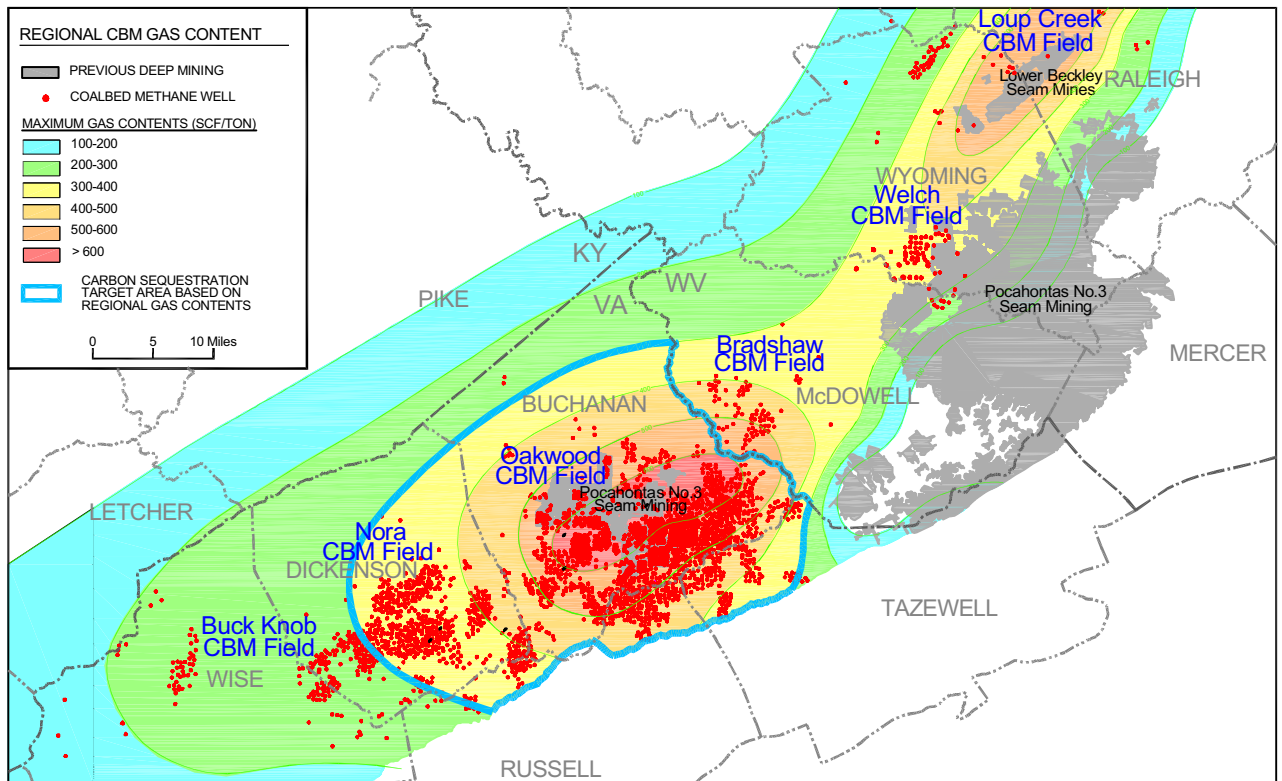 REGIONAL CBM GAS CONTENT
PREVIOUS DEEP MINING
COALBED METHANE WELL
MAXIMUM GAS CONTENTS (SCF/TON)
100-200
200-300
300-400
400-500
500-600
> 600
CARBON SEQUESTRATION
TARGET AREA BASED ON
REGIONAL GAS CONTENTS
0 5 10 Miles
Loup Creek
CBM Field
Lower Beckley
Seam Mines
RALEIGH
WYOMING
Welch
CBM Field
KY
WV
VA
PIKE
Pocahontas No.3
Seam Mining
MERCER
Bradshaw
CBM Field
McDOWELL
BUCHANAN
Oakwood
CBM Field
Pocahontas No.3
Seam Mining
LETCHER
Nora
CBM Field
DICKENSON
TAZEWELL
Buck Knob
CBM Field
WISE
RUSSELL